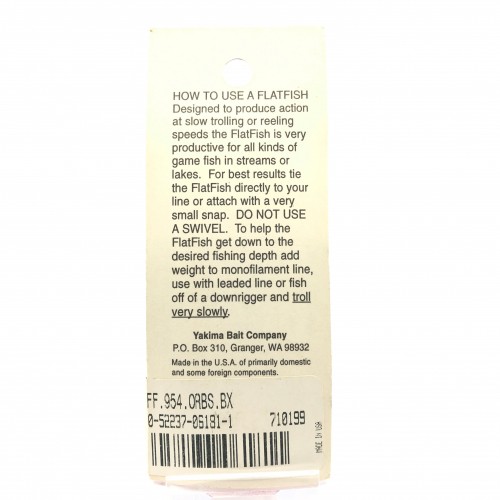 HOW TO USE A FLATFISH
Designed to produce action
at slow trolling or reeling
speeds the FlatFish is very
productive for all kinds of
game fish in streams or
lakes. For best results tie
the FlatFish directly to your
line or attach with a very
small snap. DO NOT USE
A SWIVEL. To help the
FlatFish get down to the
desired fishing depth add
weight to monofilament line,
use with leaded line or fish
off of a downrigger and troll
very slowly.
Yakima Bait Company
P.O. Box 310, Granger, WA 98932
Made in the U.S.A. of primarily domestic
and some foreign components.
FF.954.ORBS.BX
0-52237-06181-1 710199
MADE IN USA